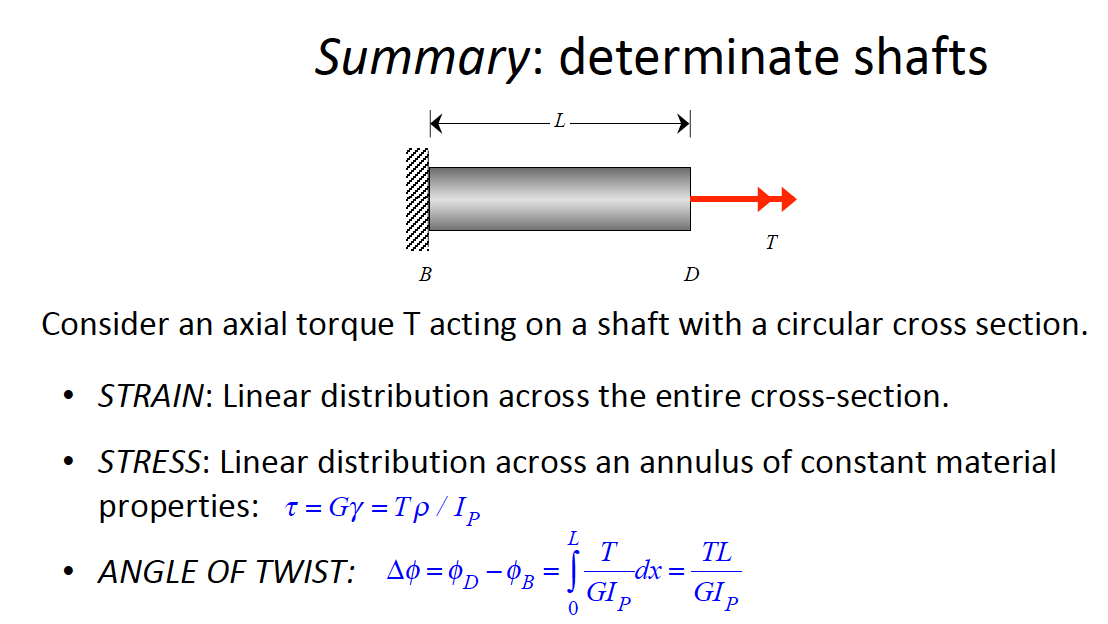 Summary: determinate shafts
L
T
B D
Consider an axial torque T acting on a shaft with a circular cross section.
• STRAIN: Linear distribution across the entire cross-section.
• STRESS: Linear distribution across an annulus of constant material
properties: τ = Gγ = Tρ / I_P
• ANGLE OF TWIST: Δϕ = ϕ_D − ϕ_B = ∫_0^L T/(GI_P) dx = TL/(GI_P)